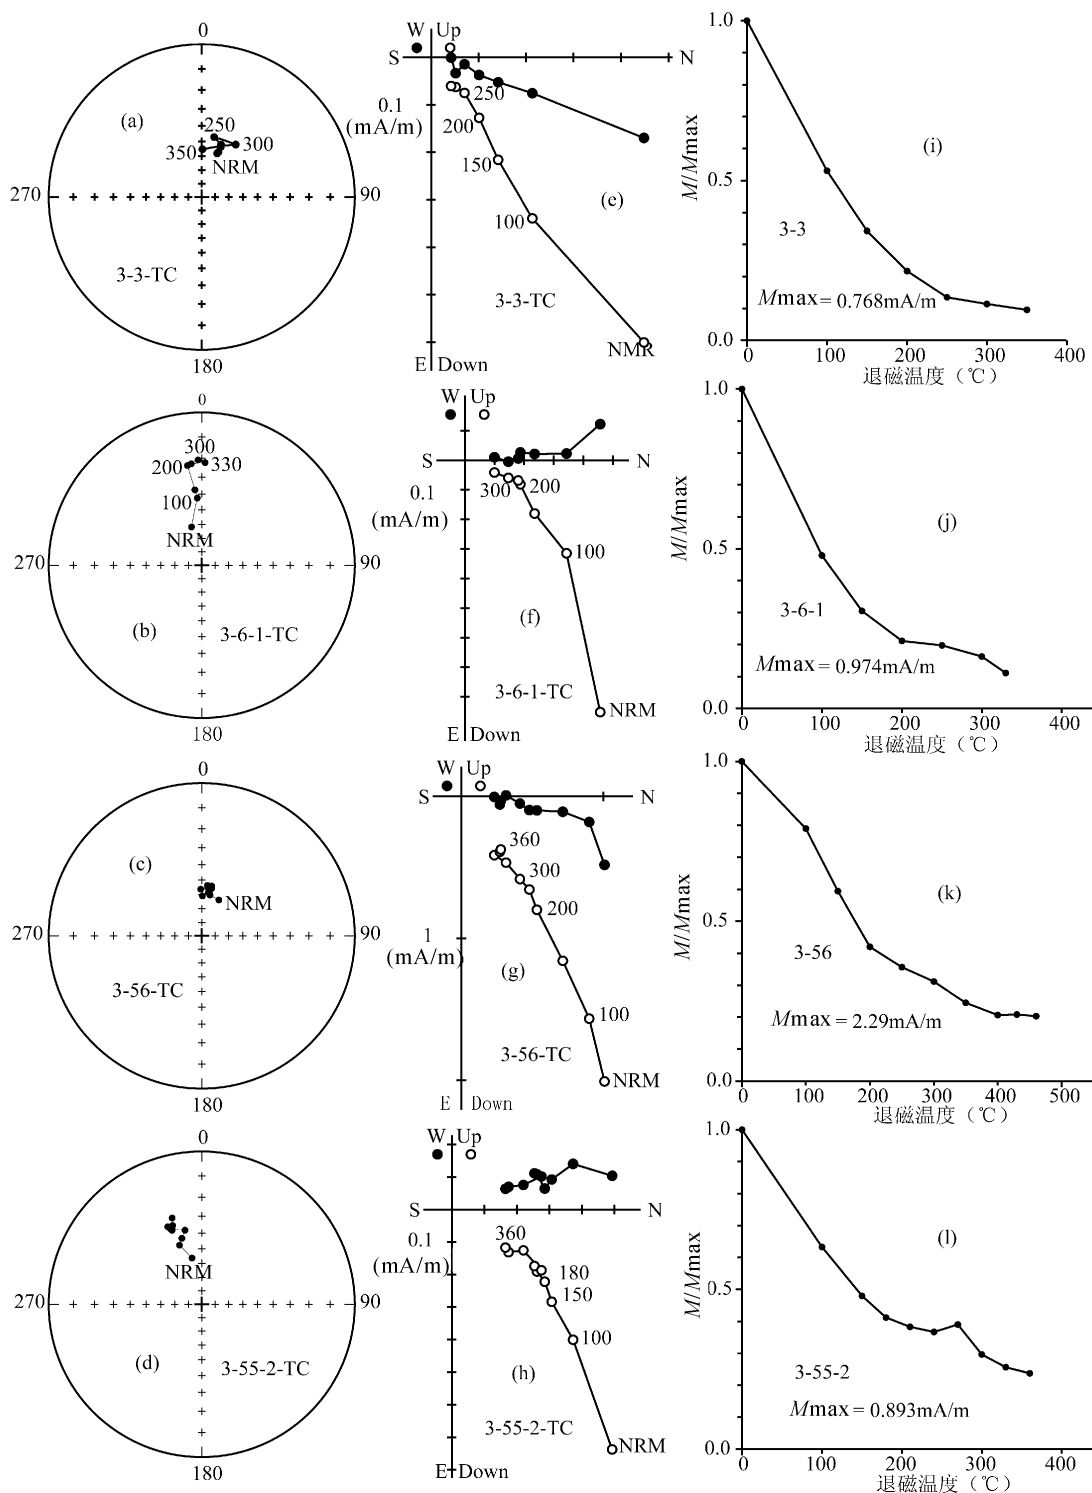 0
(a)
250
300
350
NRM
270
90
3-3-TC
180
W Up
S
N
0.1
(mA/m)
250
200
150
(e)
100
3-3-TC
NMR
E Down
1.0
M/Mmax
(i)
0.5
3-3
Mmax = 0.768mA/m
0.0
0 100 200 300 400
退磁温度（℃）
0
300
200
330
100
NRM
270
90
(b)
3-6-1-TC
180
W Up
S
N
0.1
(mA/m)
300
200
100
(f)
3-6-1-TC
NRM
E Down
1.0
M/Mmax
(j)
0.5
3-6-1
Mmax = 0.974mA/m
0.0
100 200 300 400
退磁温度（℃）
0
(c)
NRM
270
90
3-56-TC
180
W Up
S
N
360
300
200
1
(mA/m)
(g)
100
3-56-TC
NRM
E Down
1.0
M/Mmax
(k)
0.5
3-56
Mmax = 2.29mA/m
0.0
0 100 200 300 400 500
退磁温度（℃）
0
NRM
270
90
(d)
3-55-2-TC
180
W Up
S
N
0.1
(mA/m)
360
180
150
100
(h)
3-55-2-TC
NRM
E Down
1.0
M/Mmax
(l)
0.5
3-55-2
Mmax = 0.893mA/m
0.0
0 100 200 300 400
退磁温度（℃）